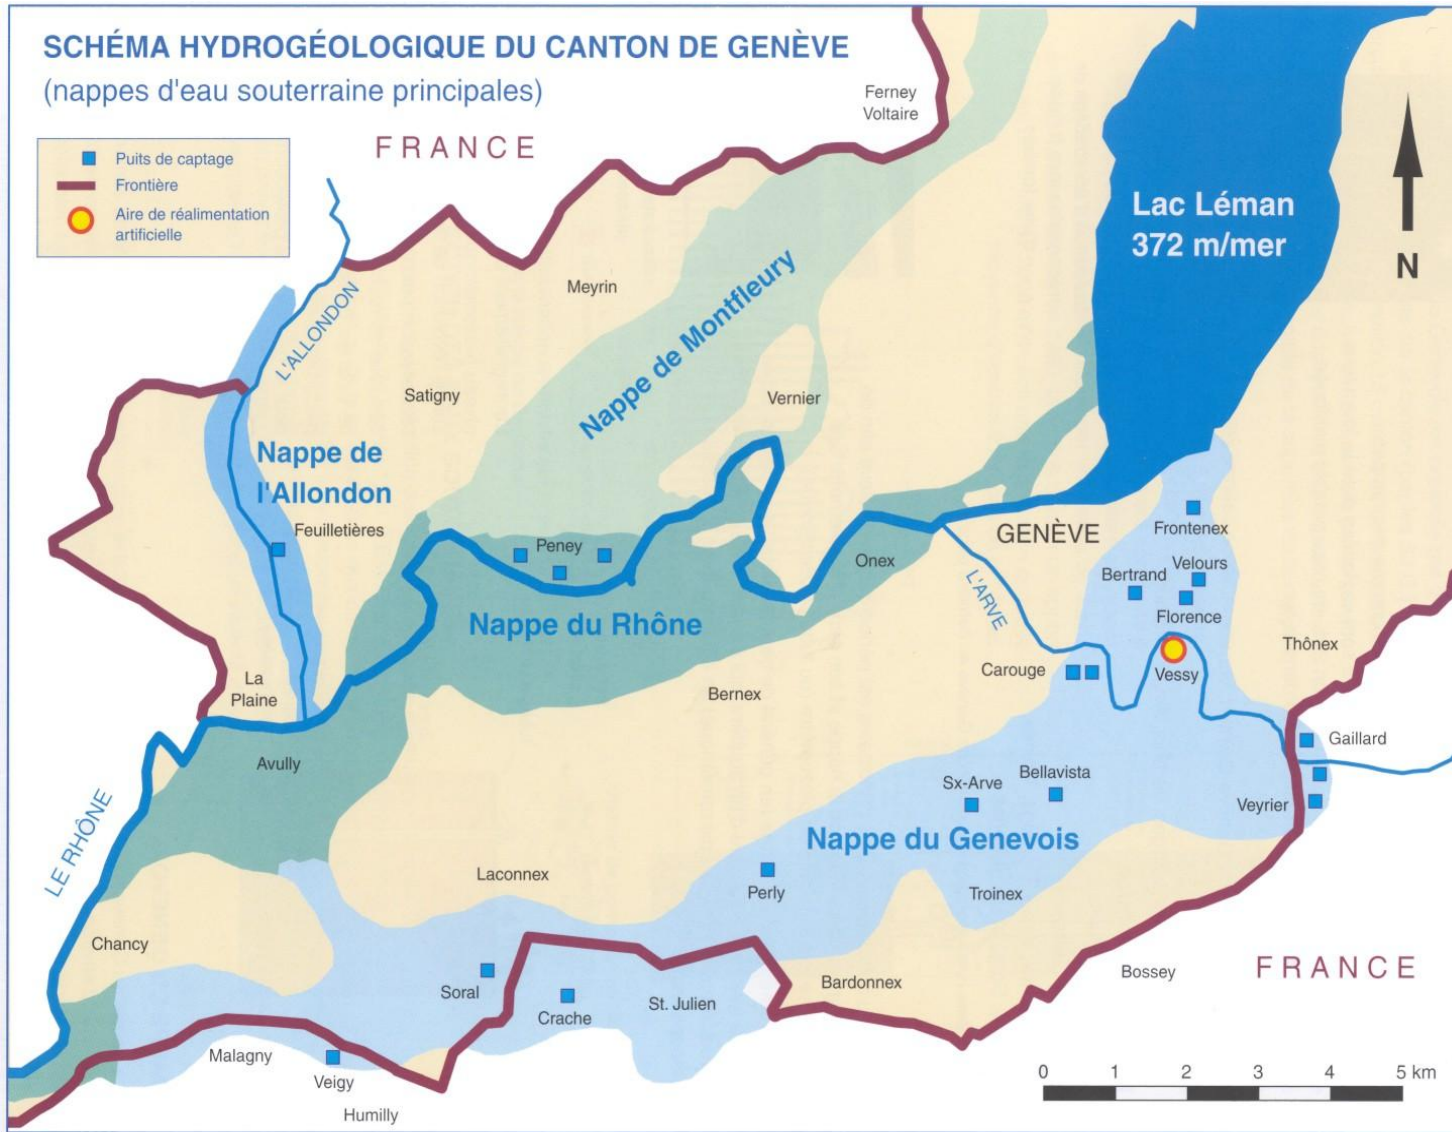 SCHÉMA HYDROGÉOLOGIQUE DU CANTON DE GENÈVE
(nappes d'eau souterraine principales)
Puits de captage
Frontière
Aire de réalimentation
artificielle
FRANCE
Ferney
Voltaire
Lac Léman
372 m/mer
N
L'ALLONDON
Meyrin
Nappe de Montfleury
Satigny
Vernier
Nappe de
l'Allondon
Feuilletières
Peney
Onex
GENÈVE
Frontenex
Velours
Bertrand
Florence
L'ARVE
Nappe du Rhône
Thônex
Carouge
Vessy
La
Plaine
Bernex
Avully
Gaillard
Sx-Arve
Bellavista
Veyrier
LE RHÔNE
Nappe du Genevois
Laconnex
Perly
Troinex
Chancy
Soral
Crache
St. Julien
Bardonnex
Bossey
FRANCE
Malagny
Veigy
Humilly
0 1 2 3 4 5 km